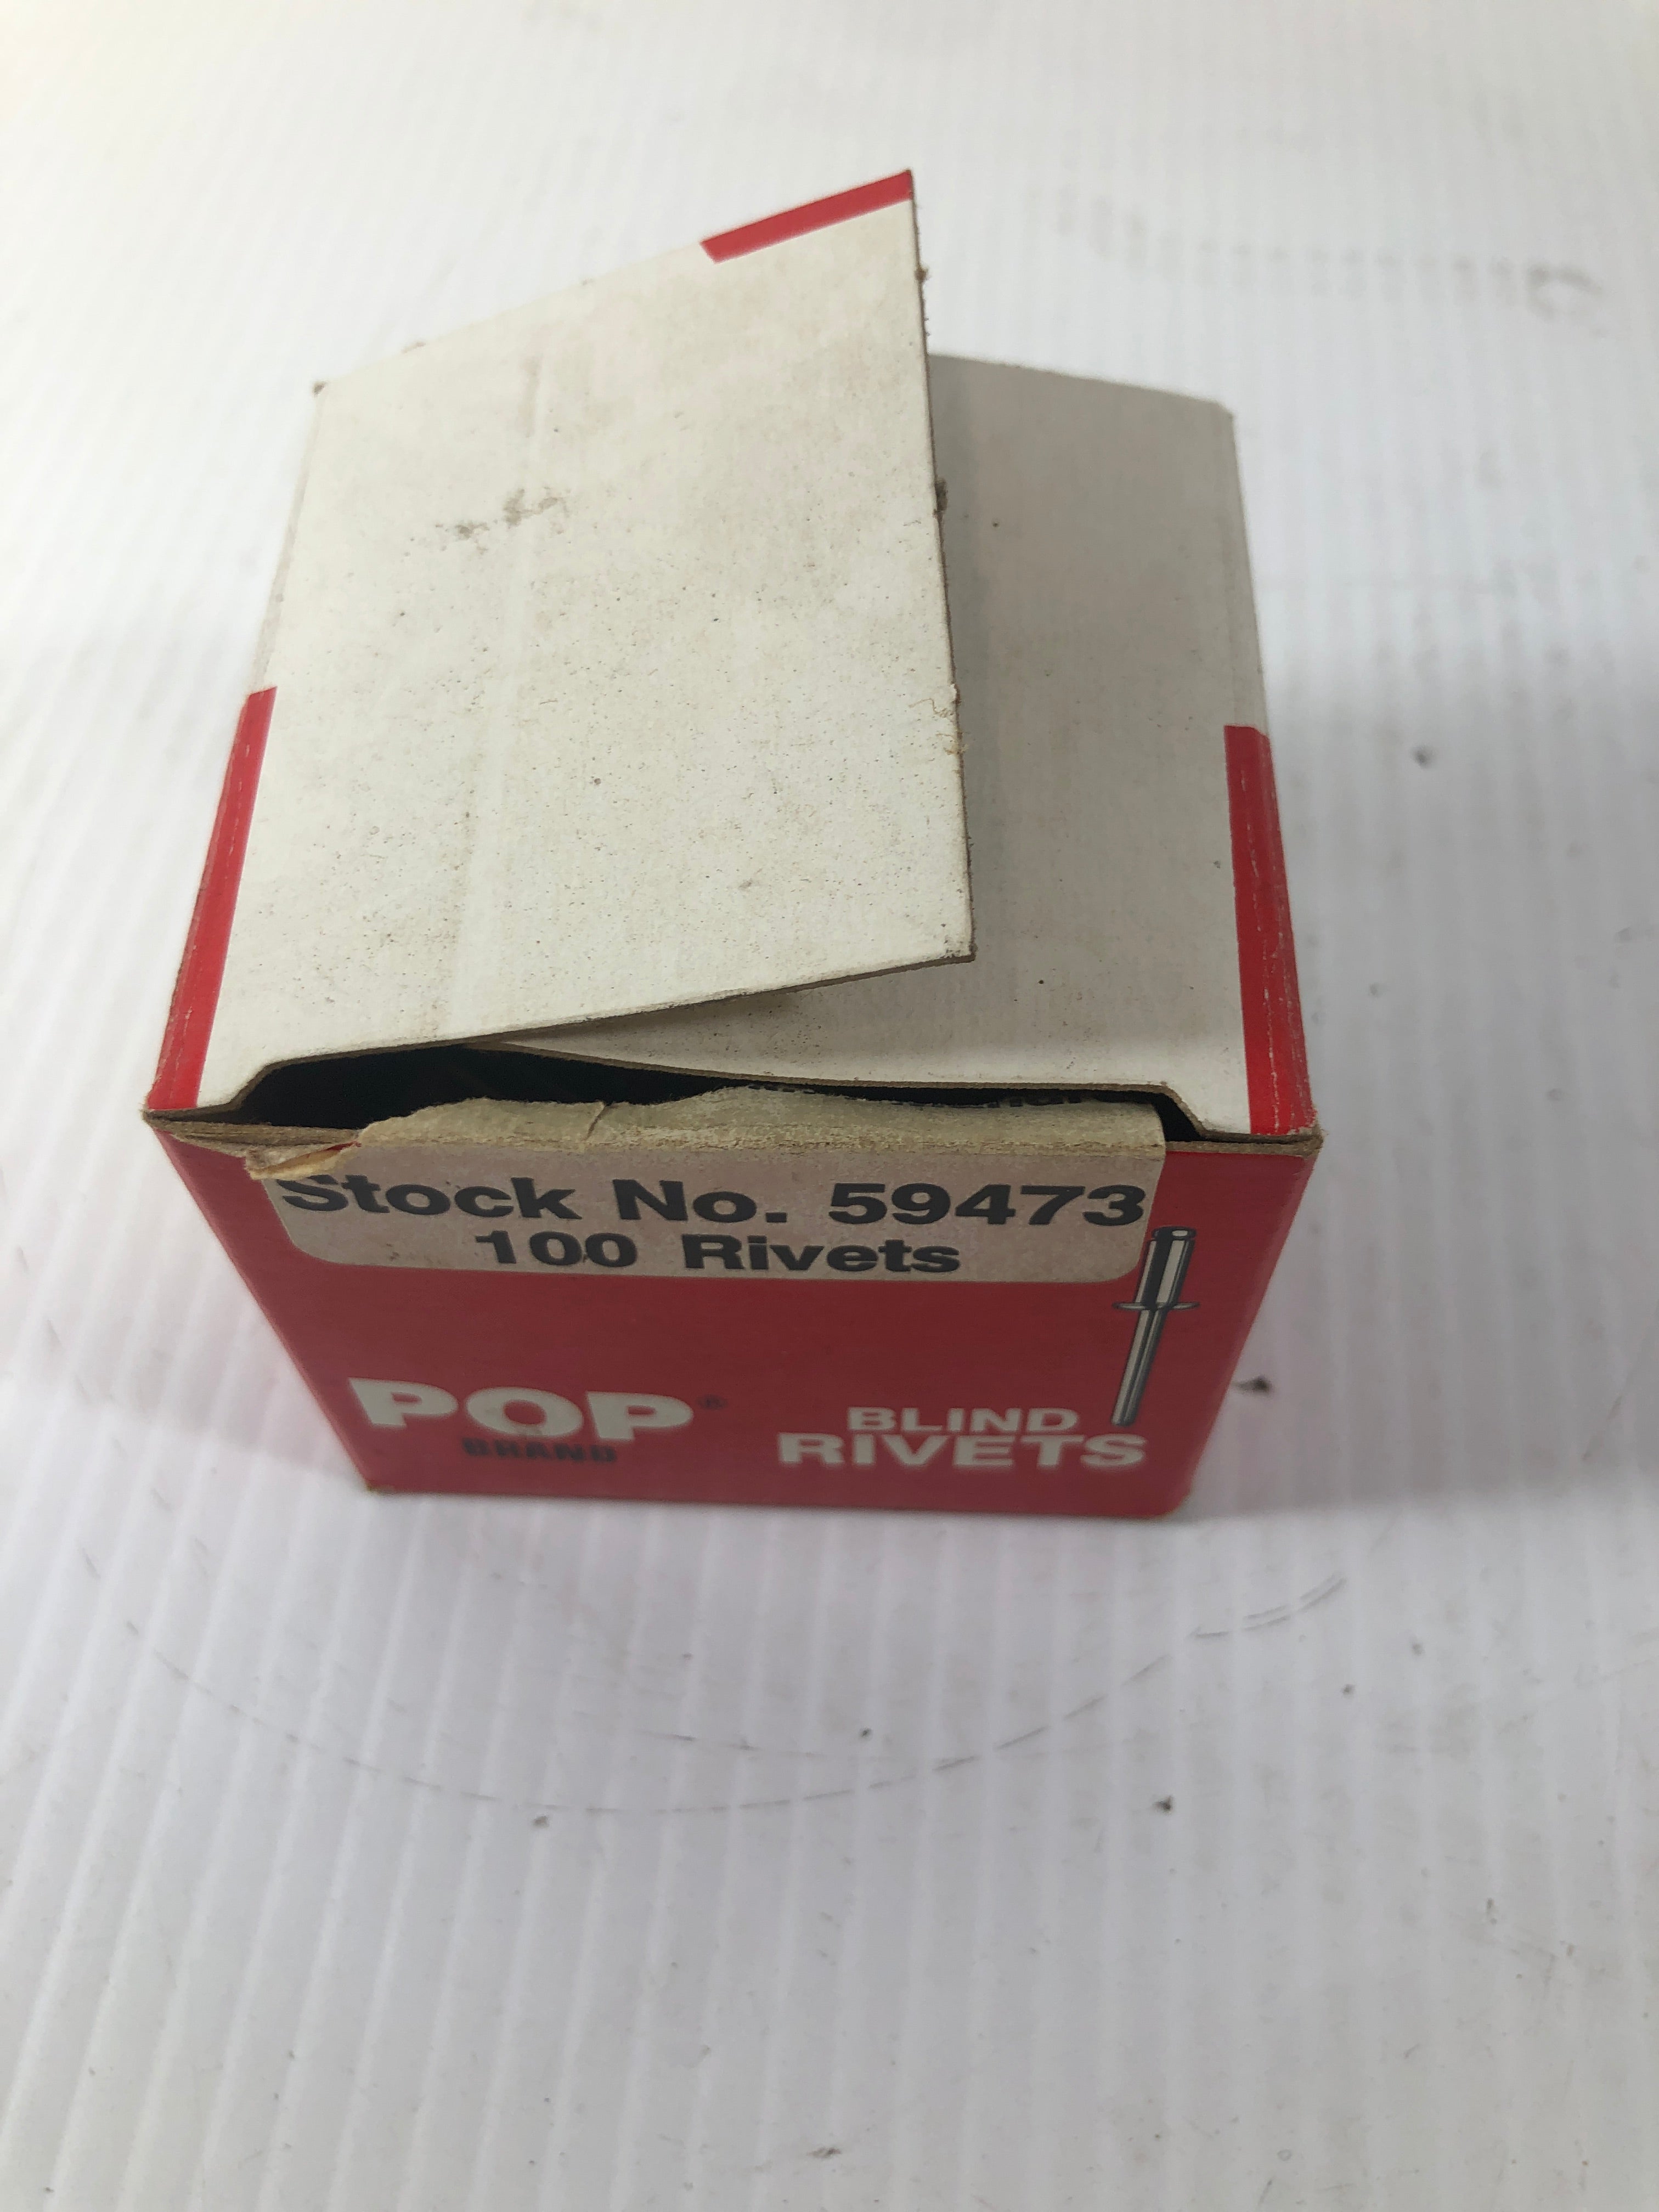 Stock No. 59473
100 Rivets
POP®
BRAND
BLIND
RIVETS